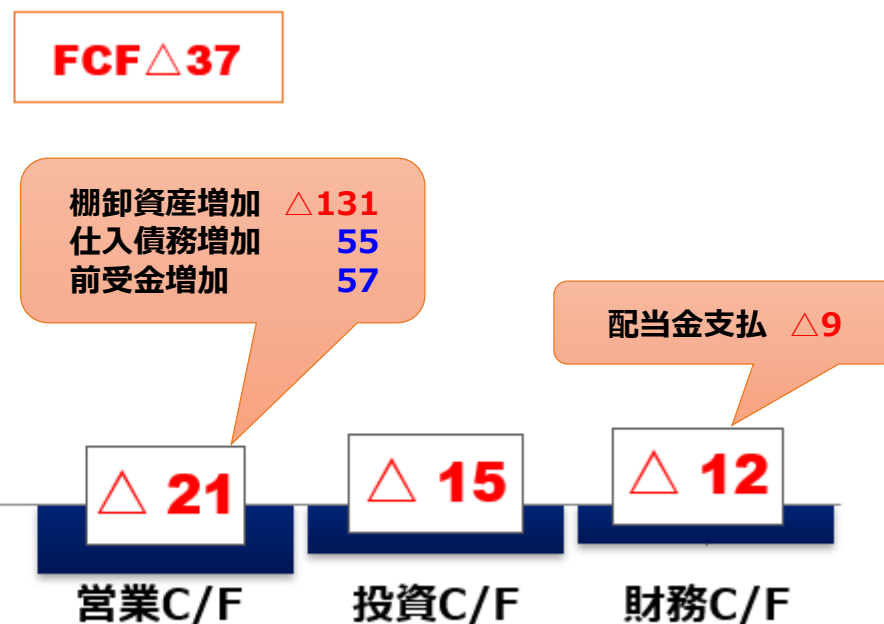 FCF△37
棚卸資産増加 △131
仕入債務増加 55
前受金増加 57
配当金支払 △9
△ 21
△ 15
△ 12
営業C/F
投資C/F
財務C/F